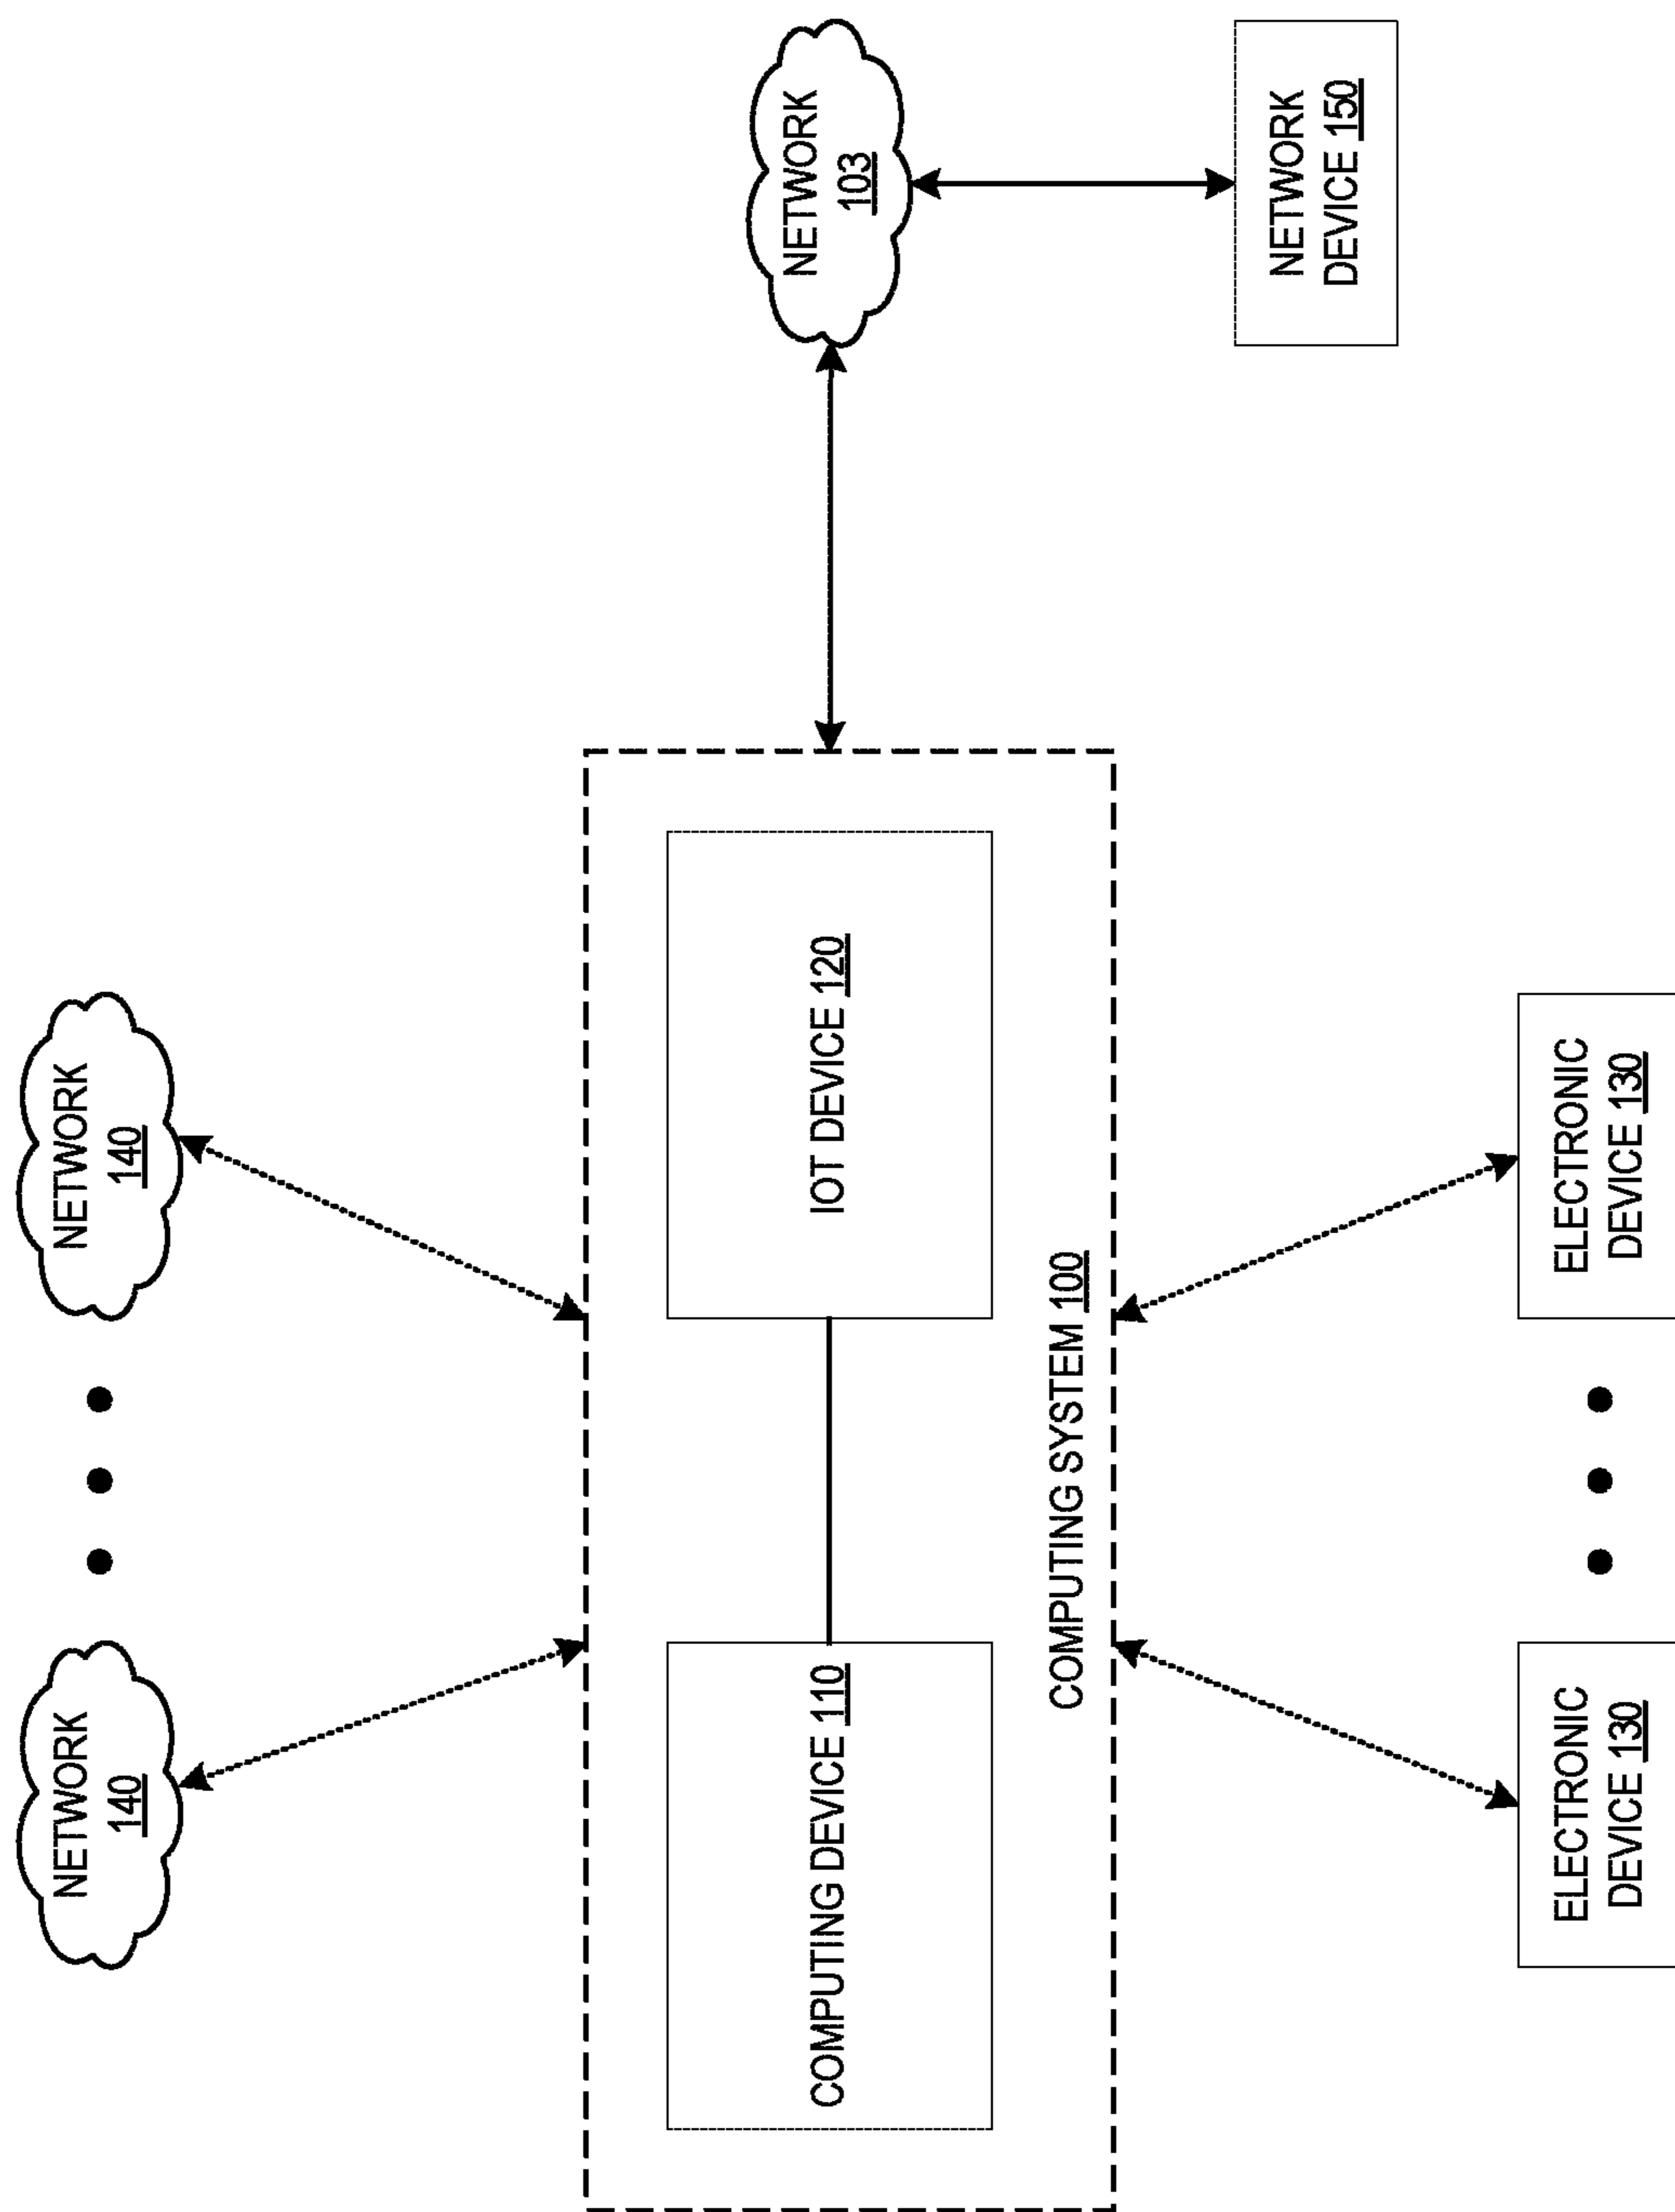 NETWORK
140
NETWORK
140
COMPUTING DEVICE 110
IOT DEVICE 120
COMPUTING SYSTEM 100
NETWORK
103
ELECTRONIC
DEVICE 130
ELECTRONIC
DEVICE 130
NETWORK
DEVICE 150